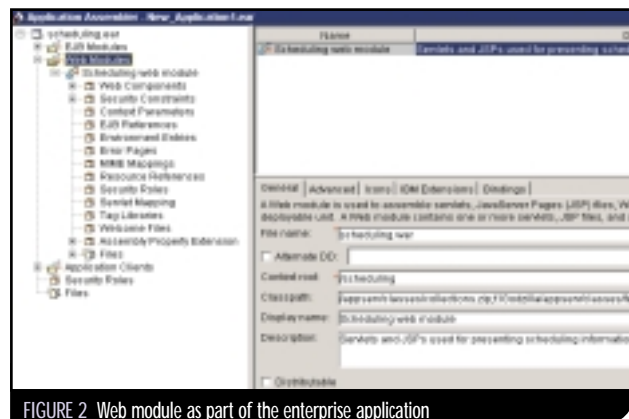 Application Assembler - New_Application1.ear
scheduling.ear
EJB Modules
Web Modules
Scheduling web module
Web Components
Security Constraints
Context Parameters
EJB References
Environment Entries
Error Pages
MIME Mappings
Resource References
Security Roles
Servlet Mapping
Tag Libraries
Welcome Files
Assembly Property Extension
Files
Application Clients
Security Roles
Files
Name
Scheduling web module
Servlets and JSPs used for presenting
General
Advanced
Icons
IBM Extensions
Bindings
A Web module is used to assemble servlets, JavaServer Pages (JSP) files,
deployable unit. A Web module contains one or more servlets, JSP files, and
File name:
scheduling.war
Alternate DD:
Context root:
/scheduling
Classpath:
Display name:
Scheduling web module
Description:
Servlets and JSPs used for presenting scheduling
Distributable
FIGURE 2 Web module as part of the enterprise application